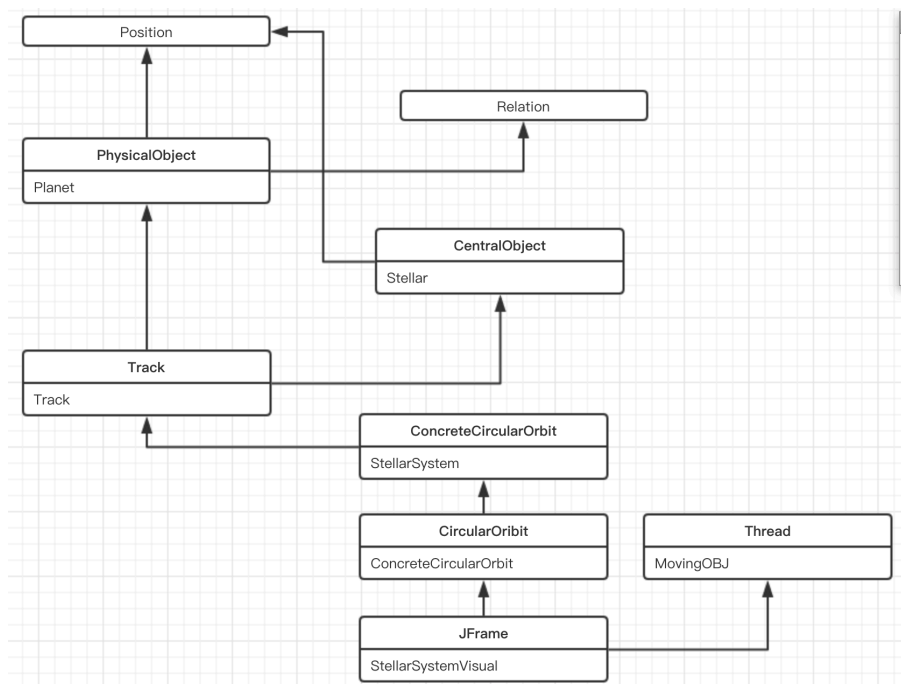 Position
Relation
PhysicalObject
Planet
CentralObject
Stellar
Track
Track
ConcreteCircularOrbit
StellarSystem
CircularOribit
ConcreteCircularOrbit
Thread
MovingOBJ
JFrame
StellarSystemVisual